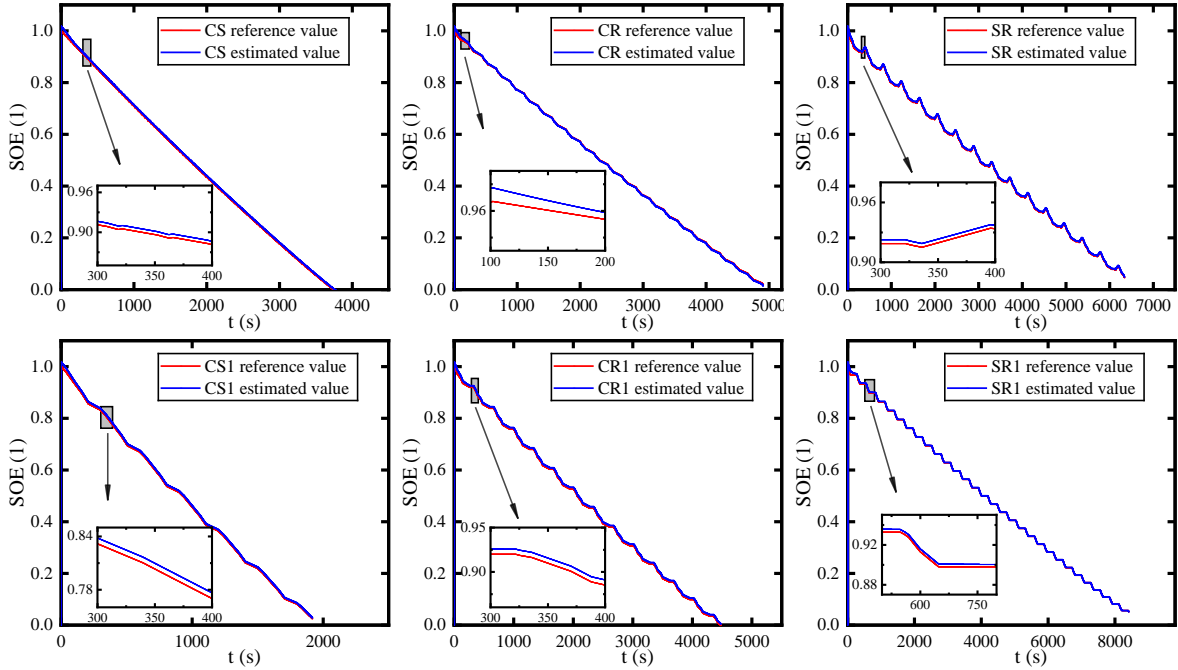 SOE (1)
1.0
0.8
0.6
0.4
0.2
0.0
CS reference value
CS estimated value
0.96
0.90
300 350 400
0 1000 2000 3000 4000
t (s)
SOE (1)
1.0
0.8
0.6
0.4
0.2
0.0
CR reference value
CR estimated value
0.96
100 150 200
0 1000 2000 3000 4000 5000
t (s)
SOE (1)
1.0
0.8
0.6
0.4
0.2
0.0
SR reference value
SR estimated value
0.96
0.90
300 350 400
0 1000 2000 3000 4000 5000 6000 7000
t (s)
SOE (1)
1.0
0.8
0.6
0.4
0.2
0.0
CS1 reference value
CS1 estimated value
0.84
0.78
300 350 400
0 1000 2000
t (s)
SOE (1)
1.0
0.8
0.6
0.4
0.2
0.0
CR1 reference value
CR1 estimated value
0.95
0.90
300 350 400
0 1000 2000 3000 4000 5000
t (s)
SOE (1)
1.0
0.8
0.6
0.4
0.2
0.0
SR1 reference value
SR1 estimated value
0.92
0.88
600 750
0 2000 4000 6000 8000
t (s)